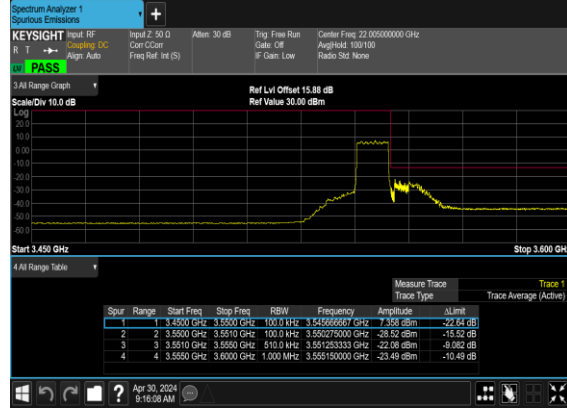 Spectrum Analyzer 1
Spurious Emissions
KEYSIGHT Input: RF Input Z: 50 Ω Atten: 30 dB Trig: Free Run Center Freq: 22.005000000 GHz
R T Coupling: DC Corr CCorr Gate: Off Avg|Hold: 100/100
Align: Auto Freq Ref: Int (S) IF Gain: Low Radio Std: None
LW PASS
3 All Range Graph
Ref Lvl Offset 15.88 dB
Scale/Div 10.0 dB Ref Value 30.00 dBm
Log
20.0
10.0
0.00
-10.0
-20.0
-30.0
-40.0
-50.0
-60.0
Start 3.450 GHz Stop 3.600 GHz
4 All Range Table
Measure Trace Trace 1
Trace Type Trace Average (Active)
Spur Range Start Freq Stop Freq RBW Frequency Amplitude ΔLimit
1 1 3.4500 GHz 3.5500 GHz 100.0 kHz 3.545666667 GHz 7.358 dBm -22.64 dB
2 2 3.5500 GHz 3.5510 GHz 100.0 kHz 3.550275000 GHz -28.52 dBm -15.52 dB
3 3 3.5510 GHz 3.5550 GHz 510.0 kHz 3.551253333 GHz -22.08 dBm -9.082 dB
4 4 3.5550 GHz 3.6000 GHz 1.000 MHz 3.555150000 GHz -23.49 dBm -10.49 dB
? Apr 30, 2024
9:16:08 AM